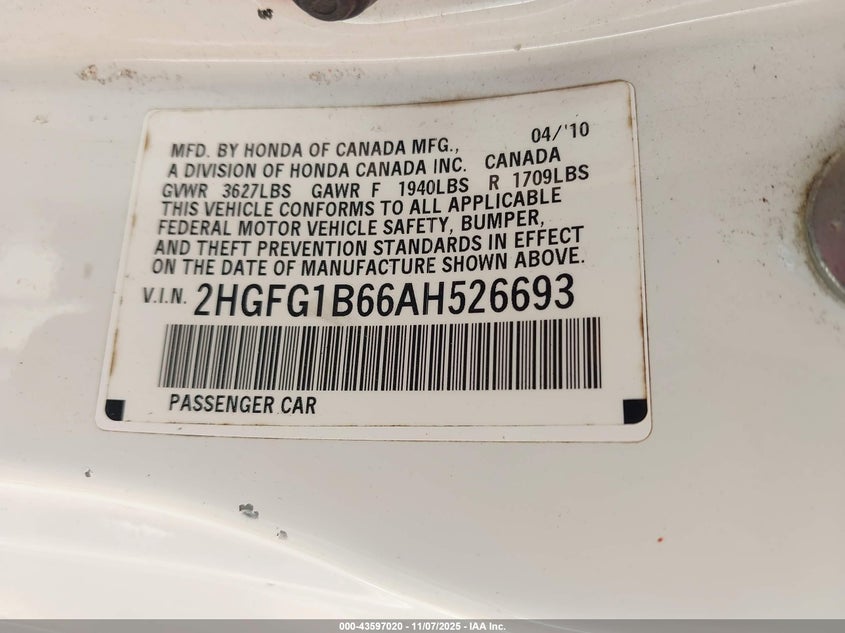 MFD. BY HONDA OF CANADA MFG., 04/'10
A DIVISION OF HONDA CANADA INC. CANADA
GVWR 3627LBS GAWR F 1940LBS R 1709LBS
THIS VEHICLE CONFORMS TO ALL APPLICABLE
FEDERAL MOTOR VEHICLE SAFETY, BUMPER,
AND THEFT PREVENTION STANDARDS IN EFFECT
ON THE DATE OF MANUFACTURE SHOWN ABOVE.
V.I.N. 2HGFG1B66AH526693
PASSENGER CAR
000-43597020 - 11/07/2025 - IAA Inc.